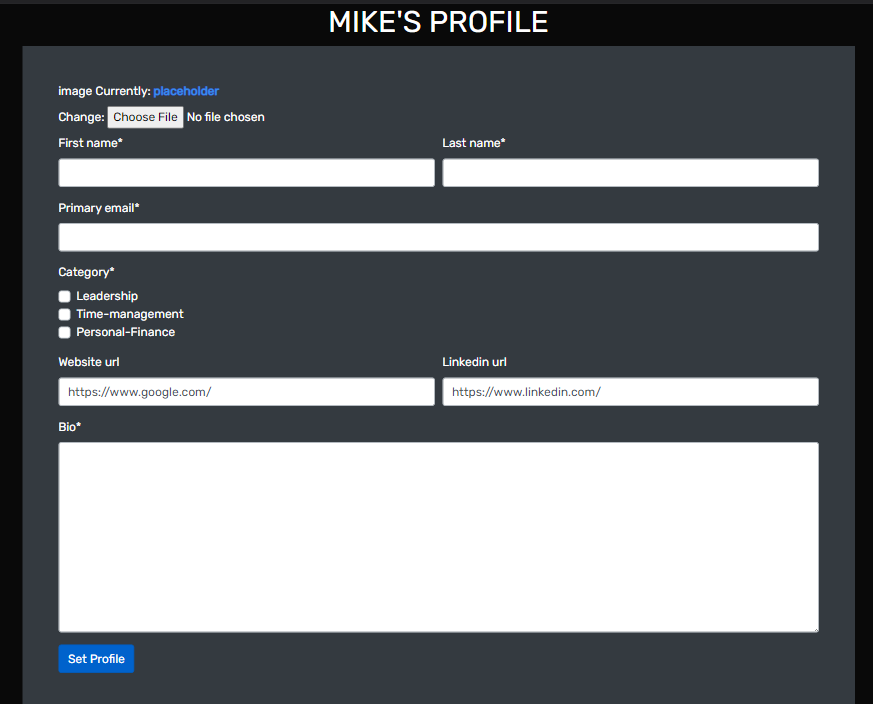 MIKE'S PROFILE
image Currently: placeholder
Change: Choose File No file chosen
First name* Last name*
Primary email*
Category*
Leadership
Time-management
Personal-Finance
Website url Linkedin url
https://www.google.com/ https://www.linkedin.com/
Bio*
Set Profile